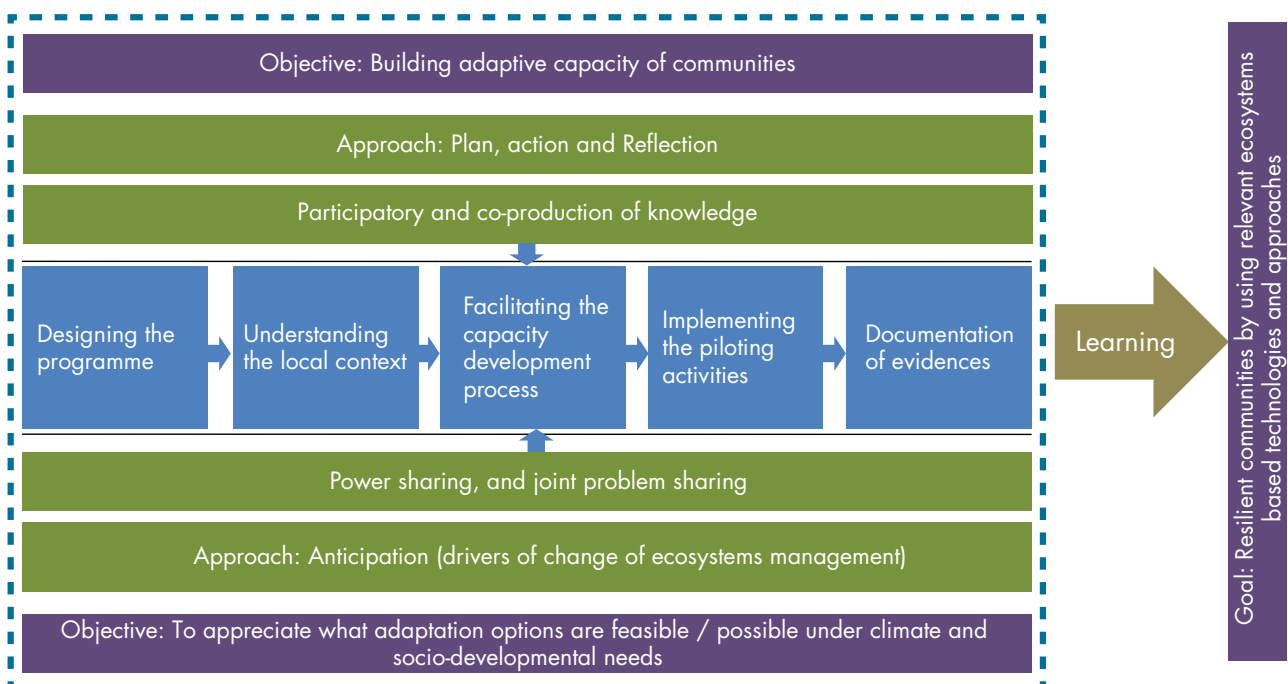 Objective: Building adaptive capacity of communities
Approach: Plan, action and Reflection
Participatory and co-production of knowledge
Designing the
programme
Understanding
the local context
Facilitating the
capacity
development
process
Implementing
the piloting
activities
Documentation
of evidences
Power sharing, and joint problem sharing
Approach: Anticipation (drivers of change of ecosystems management)
Objective: To appreciate what adaptation options are feasible / possible under climate and
socio-developmental needs
Learning
Goal: Resilient communities by using relevant ecosystems
based technologies and approaches